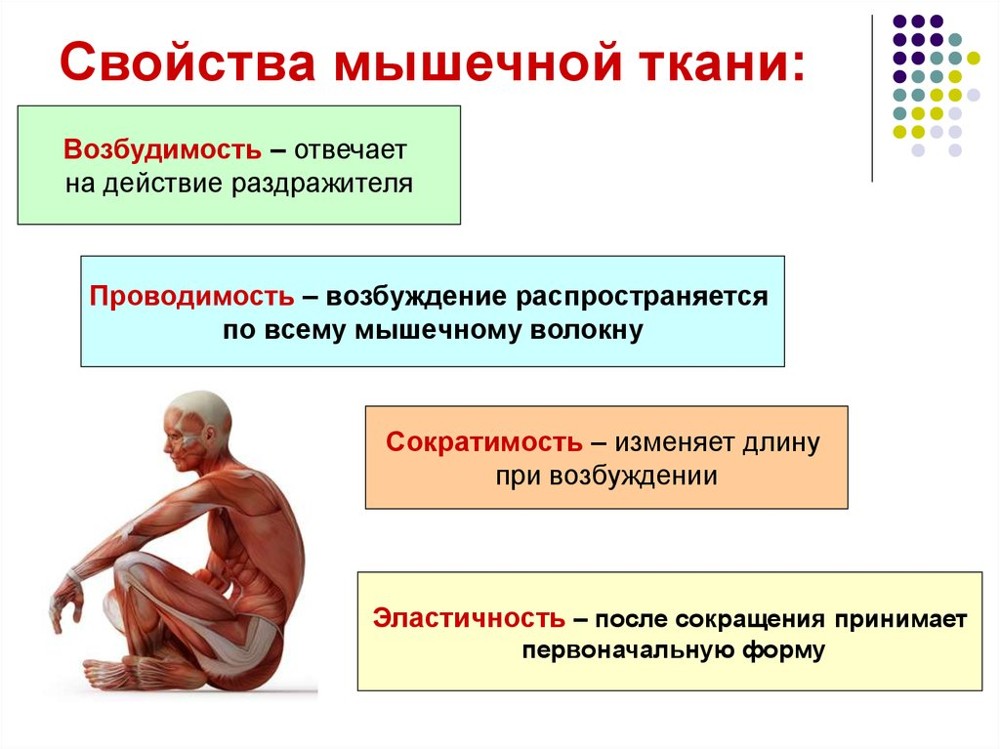 Свойства мышечной ткани:
Возбудимость – отвечает
на действие раздражителя
Проводимость – возбуждение распространяется
по всему мышечному волокну
Сократимость – изменяет длину
при возбуждении
Эластичность – после сокращения принимает
первоначальную форму